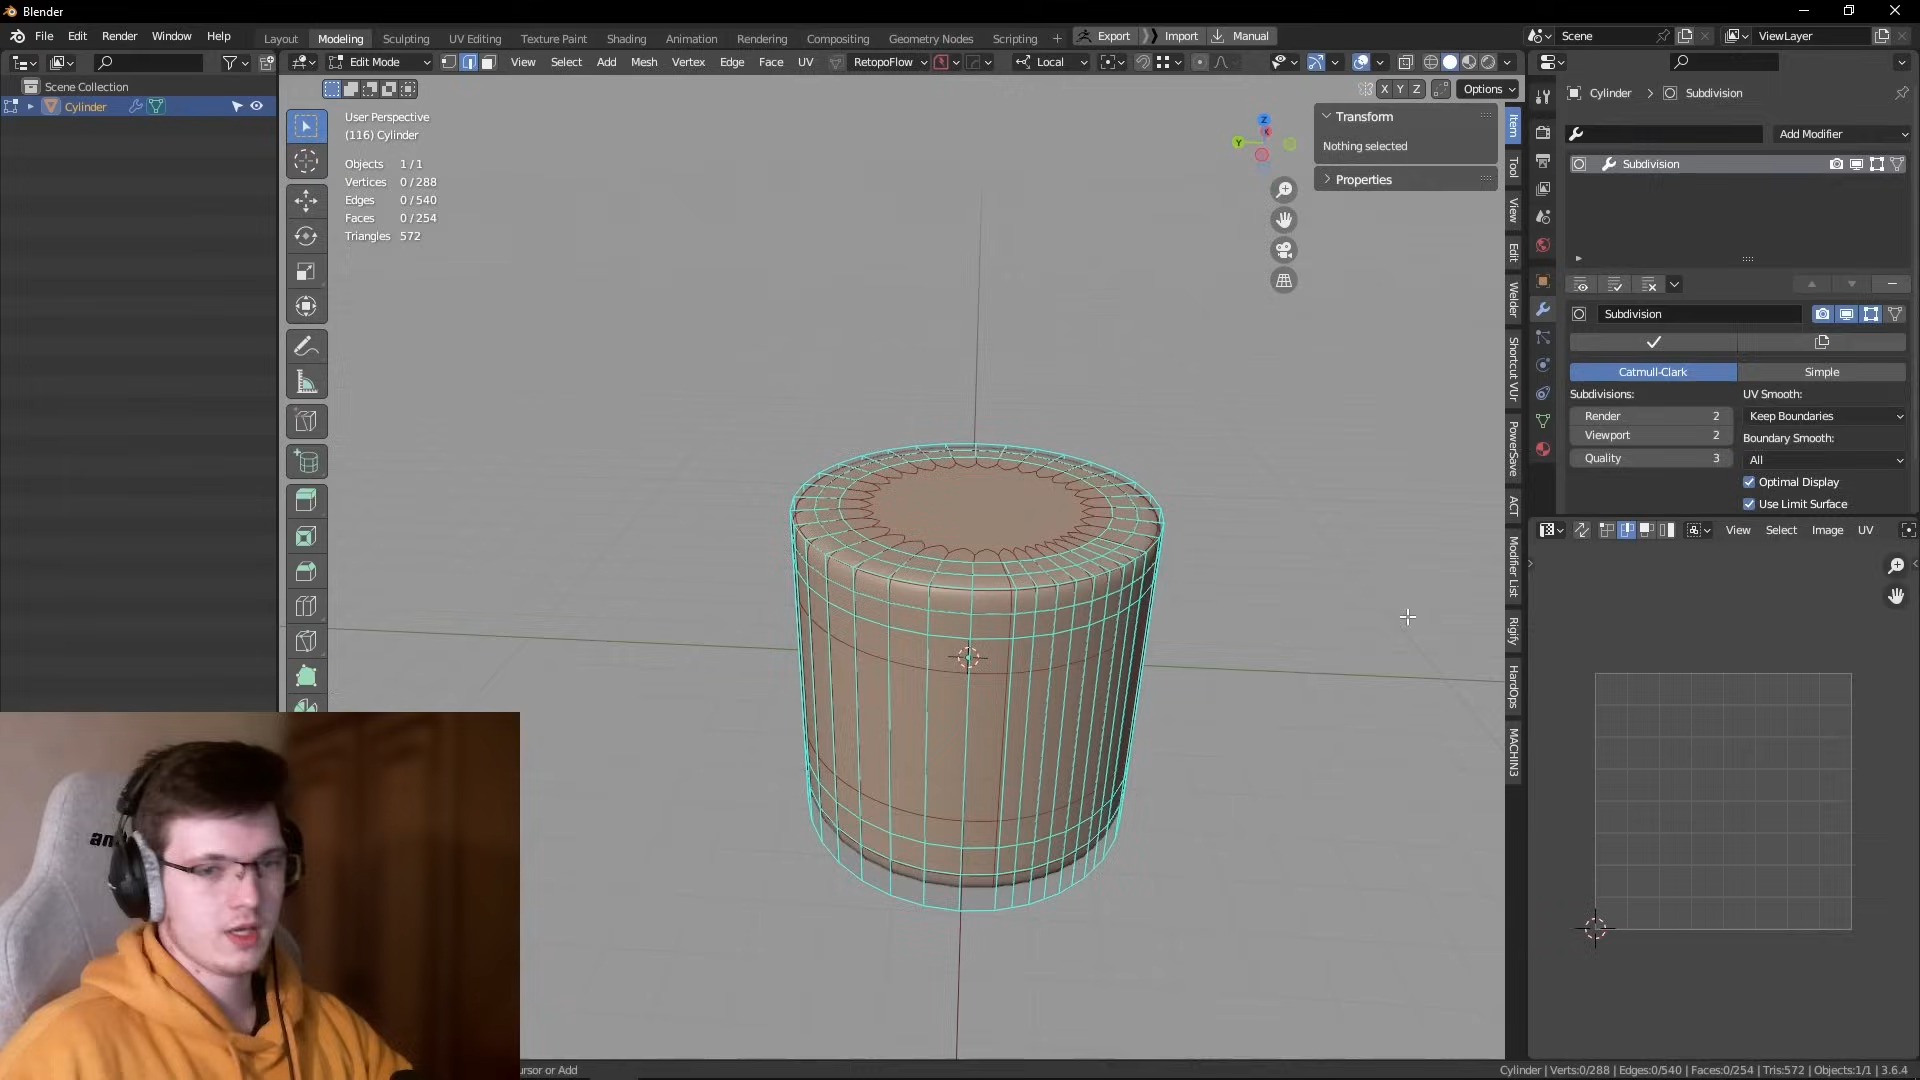 Blender
File Edit Render Window Help
Layout Modeling Sculpting UV Editing Texture Paint Shading Animation Rendering Compositing Geometry Nodes Scripting + Export Import Manual
Scene
ViewLayer
Edit Mode View Select Add Mesh Vertex Edge Face UV RetopoFlow Local
Scene Collection
Cylinder
X Y Z Options
User Perspective
(116) Cylinder
Objects 1/1
Vertices 0/288
Edges 0/540
Faces 0/254
Triangles 572
Z
Y
X
Transform
Nothing selected
Properties
Item
Tool
View
Edit
Welder
Shortcut VUr
PowerSave
ACT
Modifier List
Rigify
HardOps
MACHIN3
Cylinder > Subdivision
Add Modifier
Subdivision
Subdivision
Catmull-Clark Simple
Subdivisions: UV Smooth:
Render 2 Keep Boundaries
Viewport 2 Boundary Smooth:
Quality 3 All
Optimal Display
Use Limit Surface
View Select Image UV
an
ursor or Add
Cylinder | Verts:0/288 | Edges:0/540 | Faces:0/254 | Tris:572 | Objects:1/1 | 3.6.4